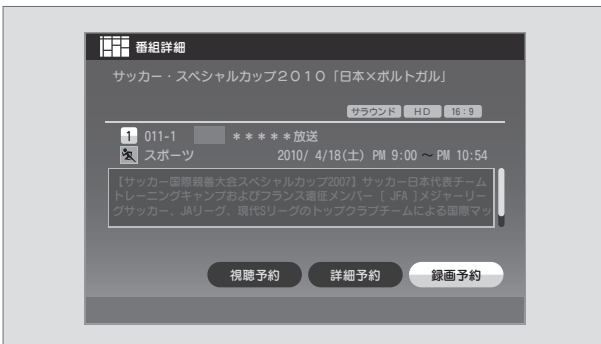 番組詳細
サッカー・スペシャルカップ2010「日本×ポルトガル」
サラウンド HD 16:9
1 011-1 *****放送
スポーツ 2010/ 4/18(土) PM 9:00 ~ PM 10:54
【サッカー国際親善大会スペシャルカップ2007】サッカー日本代表チーム
トレーニングキャンプおよびフランス遠征メンバー [ JFA ]メジャーリー
グサッカー、JAリーグ、現代Sリーグのトップクラブチームによる国際マッ
視聴予約 詳細予約 録画予約